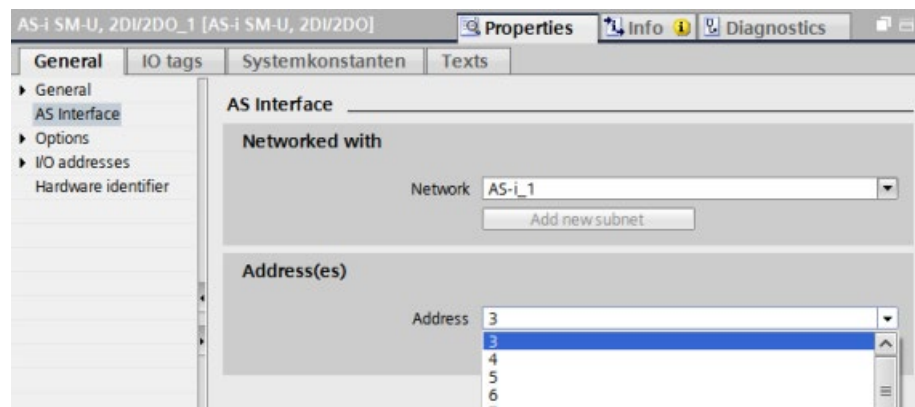 AS-i SM-U, 2DI/2DO_1 [AS-i SM-U, 2DI/2DO]
Properties Info Diagnostics
General IO tags Systemkonstanten Texts
General
AS Interface
Options
I/O addresses
Hardware identifier
AS Interface
Networked with
Network AS-i_1
Add new subnet
Address(es)
Address 3
3
4
5
6